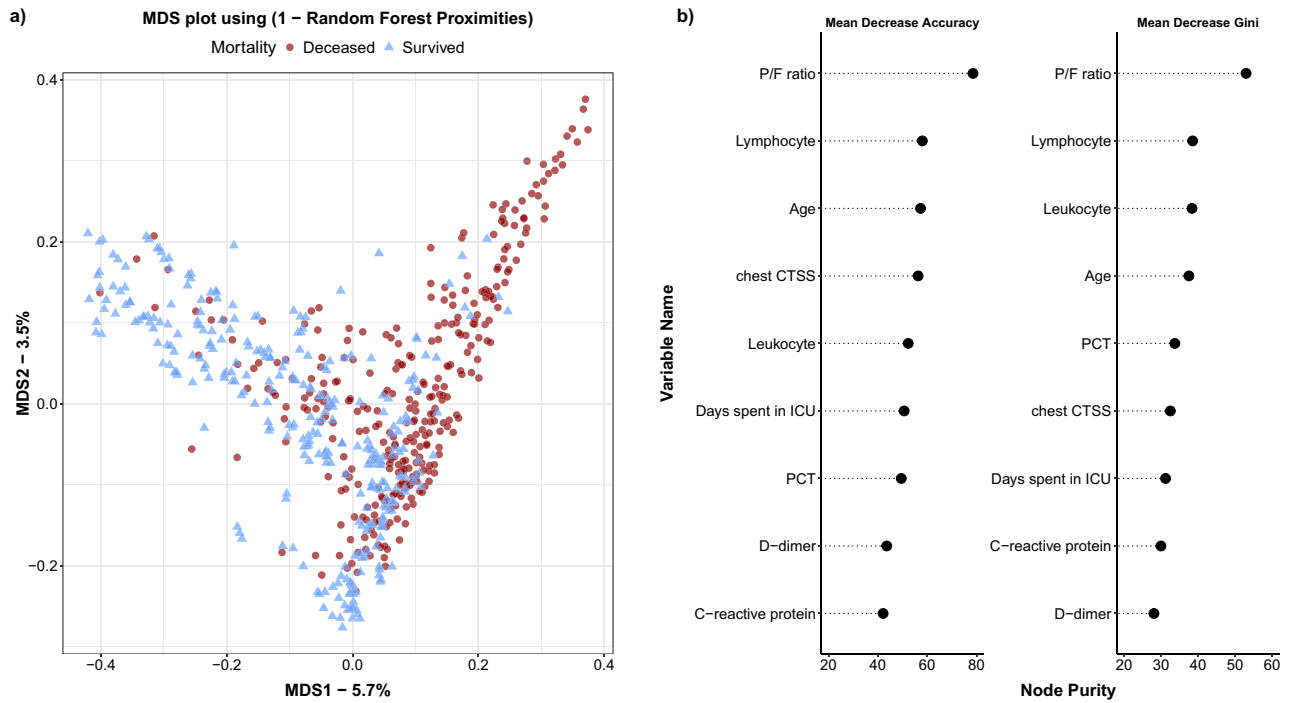 a)
MDS plot using (1 − Random Forest Proximities)
Mortality Deceased Survived
0.4
0.2
0.0
−0.2
MDS2 − 3.5%
−0.4 −0.2 0.0 0.2 0.4
MDS1 − 5.7%
b)
Variable Name
Mean Decrease Accuracy
P/F ratio
Lymphocyte
Age
chest CTSS
Leukocyte
Days spent in ICU
PCT
D−dimer
C−reactive protein
20 40 60 80
Mean Decrease Gini
P/F ratio
Lymphocyte
Leukocyte
Age
PCT
chest CTSS
Days spent in ICU
C−reactive protein
D−dimer
20 30 40 50 60
Node Purity